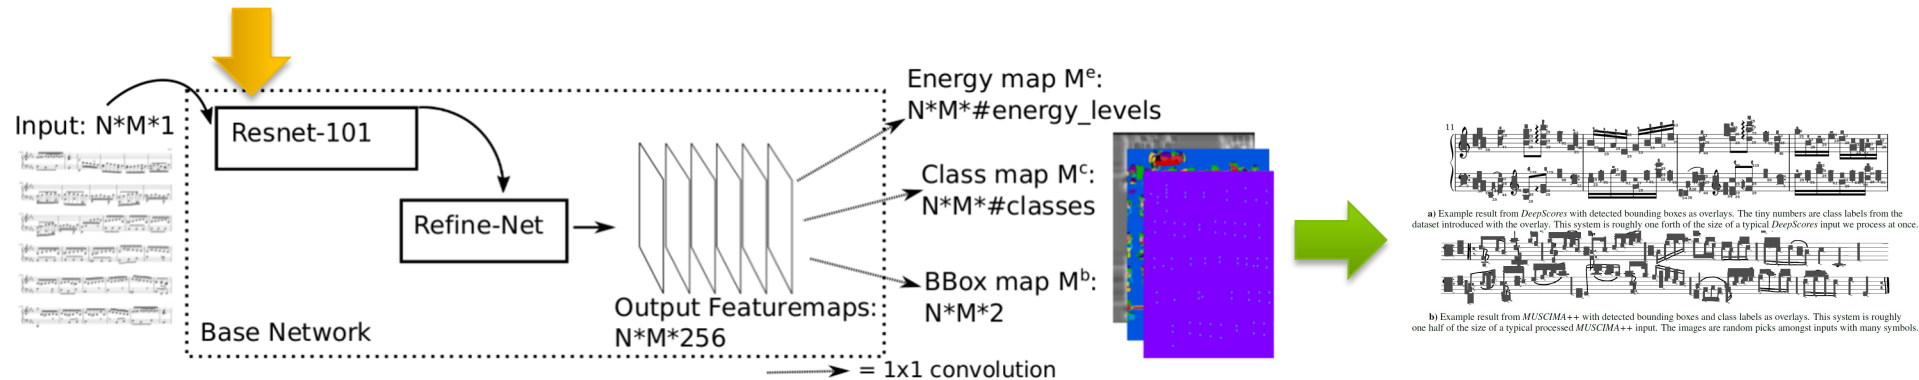 Input: N*M*1
Resnet-101
Refine-Net
Output Featuremaps:
N*M*256
Base Network
Energy map Mᵉ:
N*M*#energy_levels
Class map Mᶜ:
N*M*#classes
BBox map Mᵇ:
N*M*2
= 1x1 convolution
11
a) Example result from DeepScores with detected bounding boxes as overlays. The tiny numbers are class labels from the
dataset introduced with the overlay. This system is roughly one forth of the size of a typical DeepScores input we process at once.
b) Example result from MUSCIMA++ with detected bounding boxes and class labels as overlays. This system is roughly
one half of the size of a typical processed MUSCIMA++ input. The images are random picks amongst inputs with many symbols.